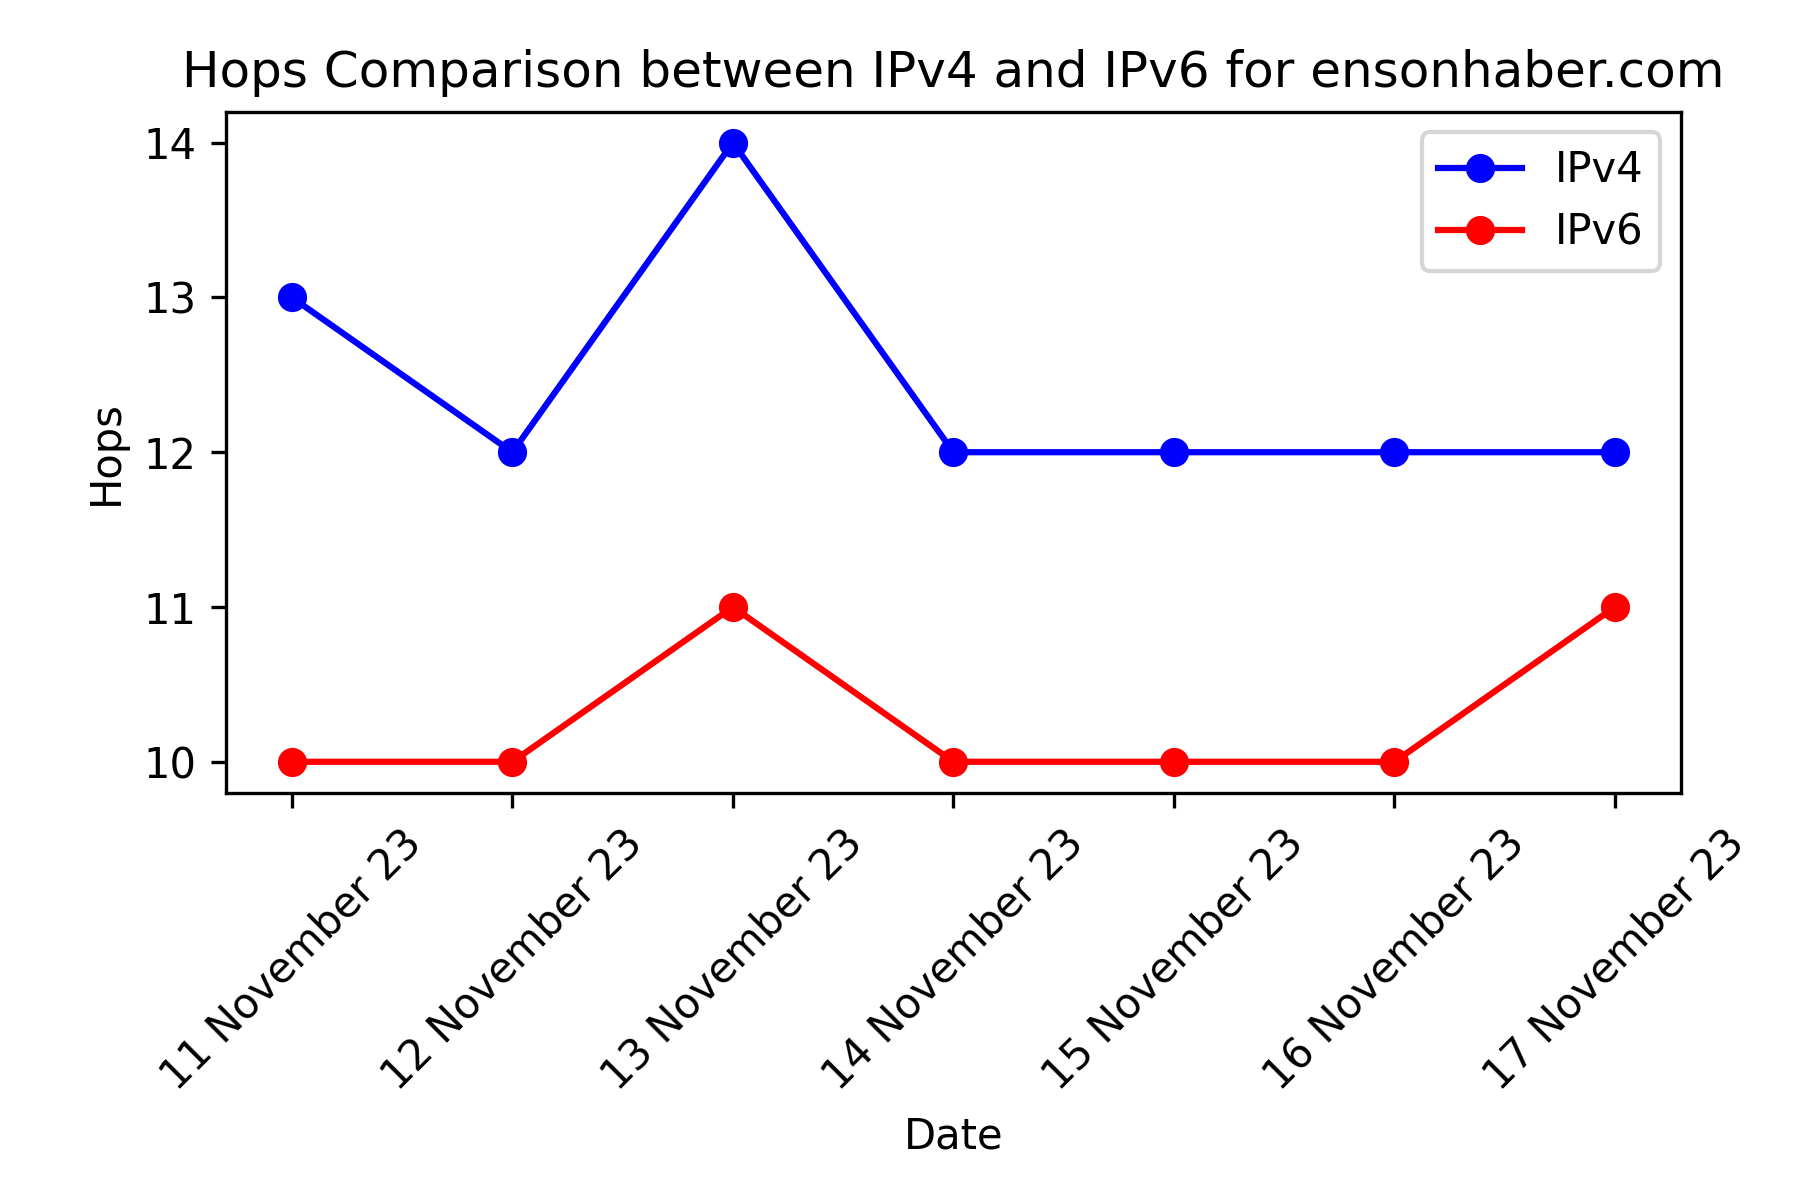 Hops Comparison between IPv4 and IPv6 for ensonhaber.com
IPv4
IPv6
14
13
12
11
10
Hops
11 November 23
12 November 23
13 November 23
14 November 23
15 November 23
16 November 23
17 November 23
Date